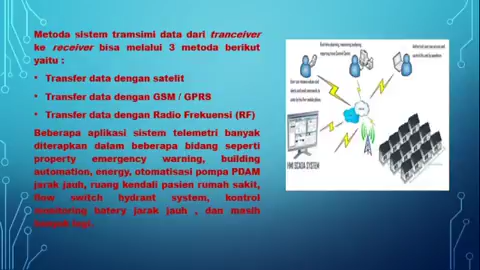 Metoda sistem tramsimi data dari tranceiver
ke receiver bisa melalui 3 metoda berikut
yaitu :
• Transfer data dengan satelit
• Transfer data dengan GSM / GPRS
• Transfer data dengan Radio Frekuensi (RF)
Beberapa aplikasi sistem telemetri banyak
diterapkan dalam beberapa bidang seperti
property emergency warning, building
automation, energy, otomatisasi pompa PDAM
jarak jauh, ruang kendali pasien rumah sakit,
flow switch hydrant system, kontrol
monitoring batery jarak jauh , dan masih
banyak lagi.
HMI SCADA SYSTEM